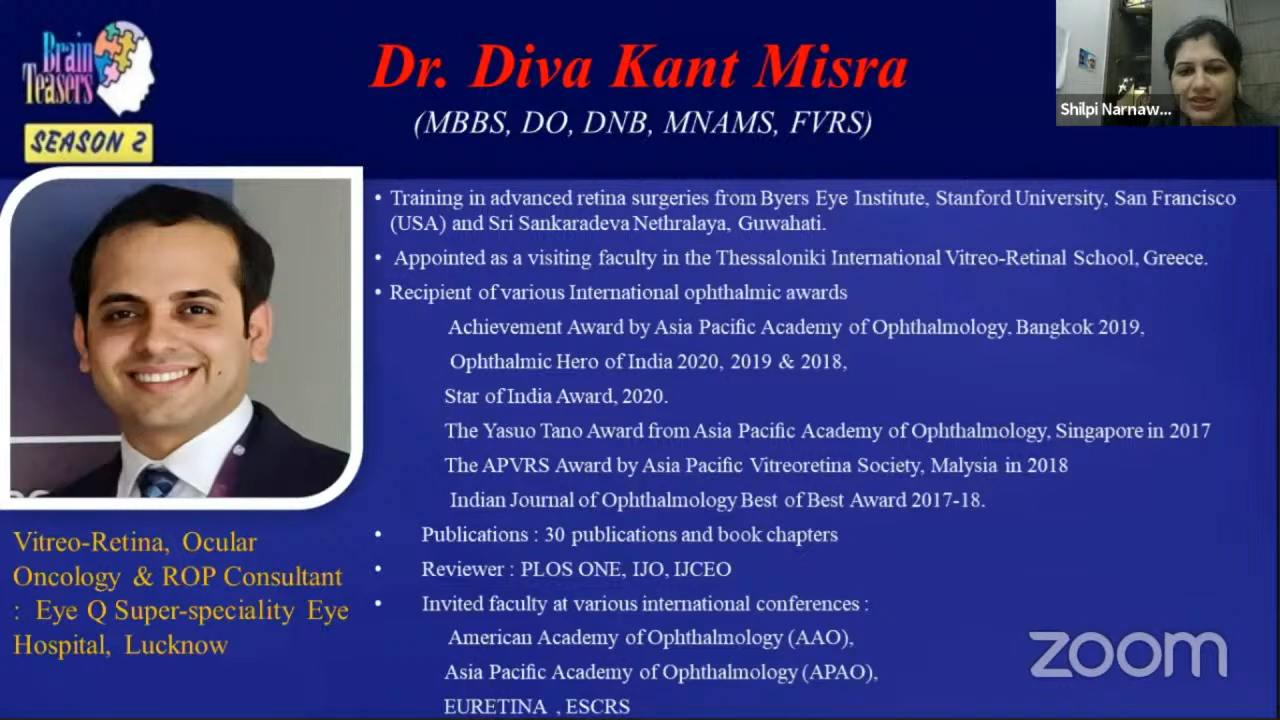 Brain
Teasers
SEASON 2
Dr. Diva Kant Misra
(MBBS, DO, DNB, MNAMS, FVRS)
Shilpi Narnaw...
• Training in advanced retina surgeries from Byers Eye Institute, Stanford University, San Francisco
(USA) and Sri Sankaradeva Nethralaya, Guwahati.
• Appointed as a visiting faculty in the Thessaloniki International Vitreo-Retinal School, Greece.
• Recipient of various International ophthalmic awards
Achievement Award by Asia Pacific Academy of Ophthalmology, Bangkok 2019,
Ophthalmic Hero of India 2020, 2019 & 2018,
Star of India Award, 2020.
The Yasuo Tano Award from Asia Pacific Academy of Ophthalmology, Singapore in 2017
The APVRS Award by Asia Pacific Vitreoretina Society, Malysia in 2018
Indian Journal of Ophthalmology Best of Best Award 2017-18.
• Publications : 30 publications and book chapters
• Reviewer : PLOS ONE, IJO, IJCEO
• Invited faculty at various international conferences :
American Academy of Ophthalmology (AAO),
Asia Pacific Academy of Ophthalmology (APAO),
EURETINA , ESCRS
Vitreo-Retina, Ocular
Oncology & ROP Consultant
: Eye Q Super-speciality Eye
Hospital, Lucknow
zoom